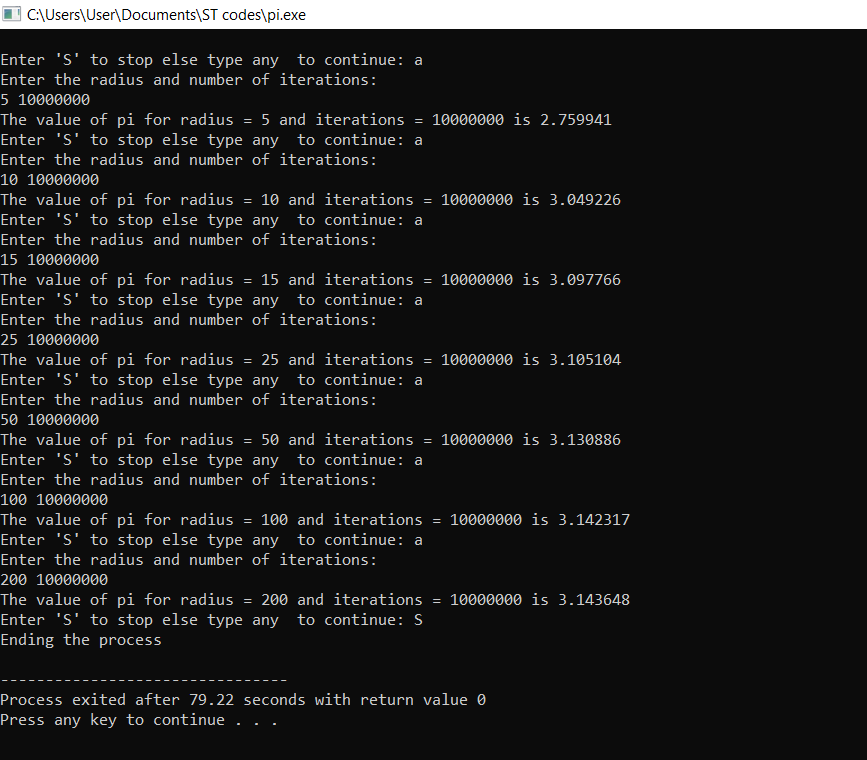 C:\Users\User\Documents\ST codes\pi.exe
Enter 'S' to stop else type any  to continue: a
Enter the radius and number of iterations:
5 10000000
The value of pi for radius = 5 and iterations = 10000000 is 2.759941
Enter 'S' to stop else type any  to continue: a
Enter the radius and number of iterations:
10 10000000
The value of pi for radius = 10 and iterations = 10000000 is 3.049226
Enter 'S' to stop else type any  to continue: a
Enter the radius and number of iterations:
15 10000000
The value of pi for radius = 15 and iterations = 10000000 is 3.097766
Enter 'S' to stop else type any  to continue: a
Enter the radius and number of iterations:
25 10000000
The value of pi for radius = 25 and iterations = 10000000 is 3.105104
Enter 'S' to stop else type any  to continue: a
Enter the radius and number of iterations:
50 10000000
The value of pi for radius = 50 and iterations = 10000000 is 3.130886
Enter 'S' to stop else type any  to continue: a
Enter the radius and number of iterations:
100 10000000
The value of pi for radius = 100 and iterations = 10000000 is 3.142317
Enter 'S' to stop else type any  to continue: a
Enter the radius and number of iterations:
200 10000000
The value of pi for radius = 200 and iterations = 10000000 is 3.143648
Enter 'S' to stop else type any  to continue: S
Ending the process
--------------------------------
Process exited after 79.22 seconds with return value 0
Press any key to continue . . .